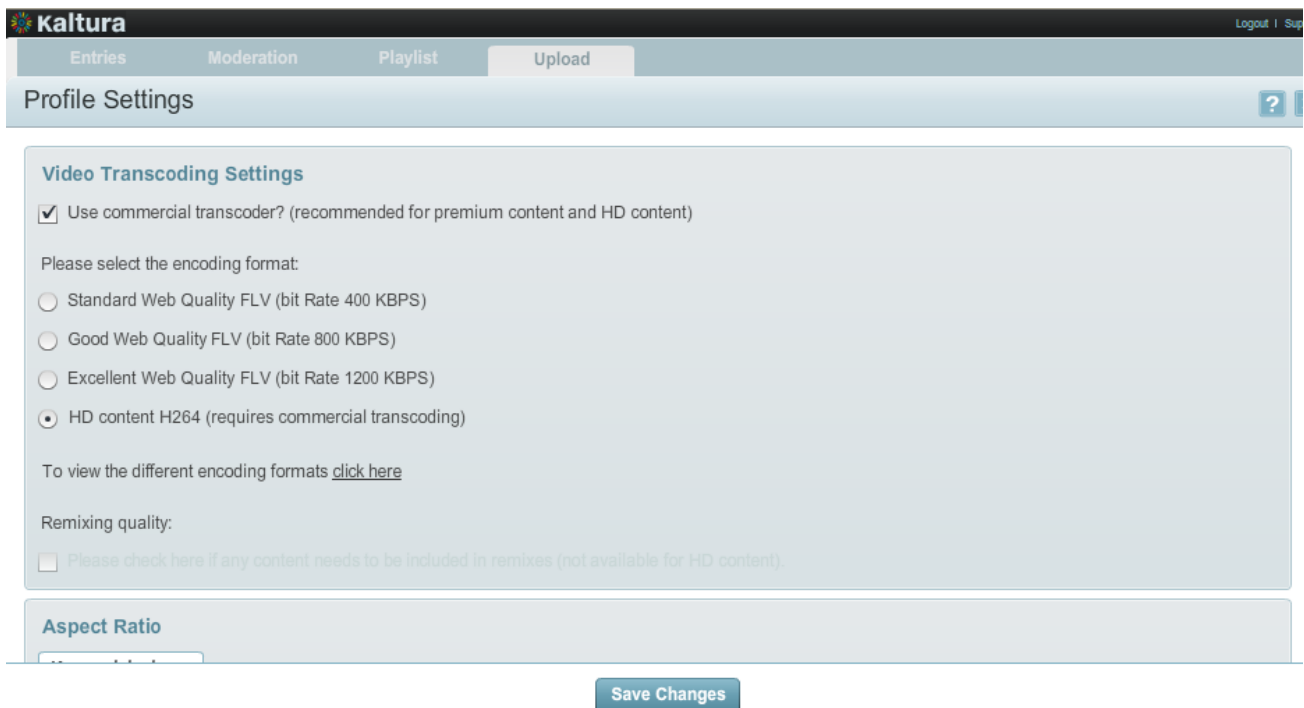 Kaltura
Logout | Sup
Entries Moderation Playlist Upload
Profile Settings
?
Video Transcoding Settings
Use commercial transcoder? (recommended for premium content and HD content)
Please select the encoding format:
Standard Web Quality FLV (bit Rate 400 KBPS)
Good Web Quality FLV (bit Rate 800 KBPS)
Excellent Web Quality FLV (bit Rate 1200 KBPS)
HD content H264 (requires commercial transcoding)
To view the different encoding formats click here
Remixing quality:
Please check here if any content needs to be included in remixes (not available for HD content)
Aspect Ratio
Save Changes